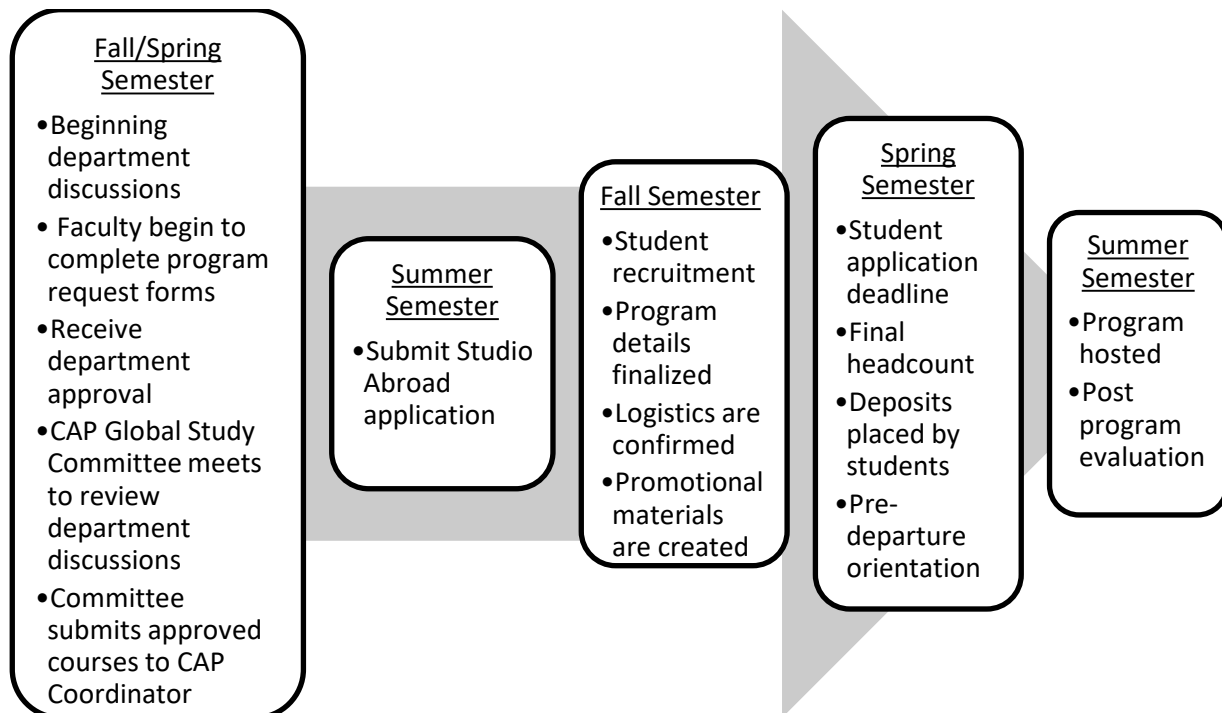 Fall/Spring
Semester
•Beginning
department
discussions
• Faculty begin to
complete program
request forms
•Receive
department
approval
•CAP Global Study
Committee meets
to review
department
discussions
•Committee
submits approved
courses to CAP
Coordinator
Summer
Semester
•Submit Studio
Abroad
application
Fall Semester
•Student
recruitment
•Program
details
finalized
•Logistics are
confirmed
•Promotional
materials
are created
Spring
Semester
•Student
application
deadline
•Final
headcount
•Deposits
placed by
students
•Pre-
departure
orientation
Summer
Semester
•Program
hosted
•Post
program
evaluation